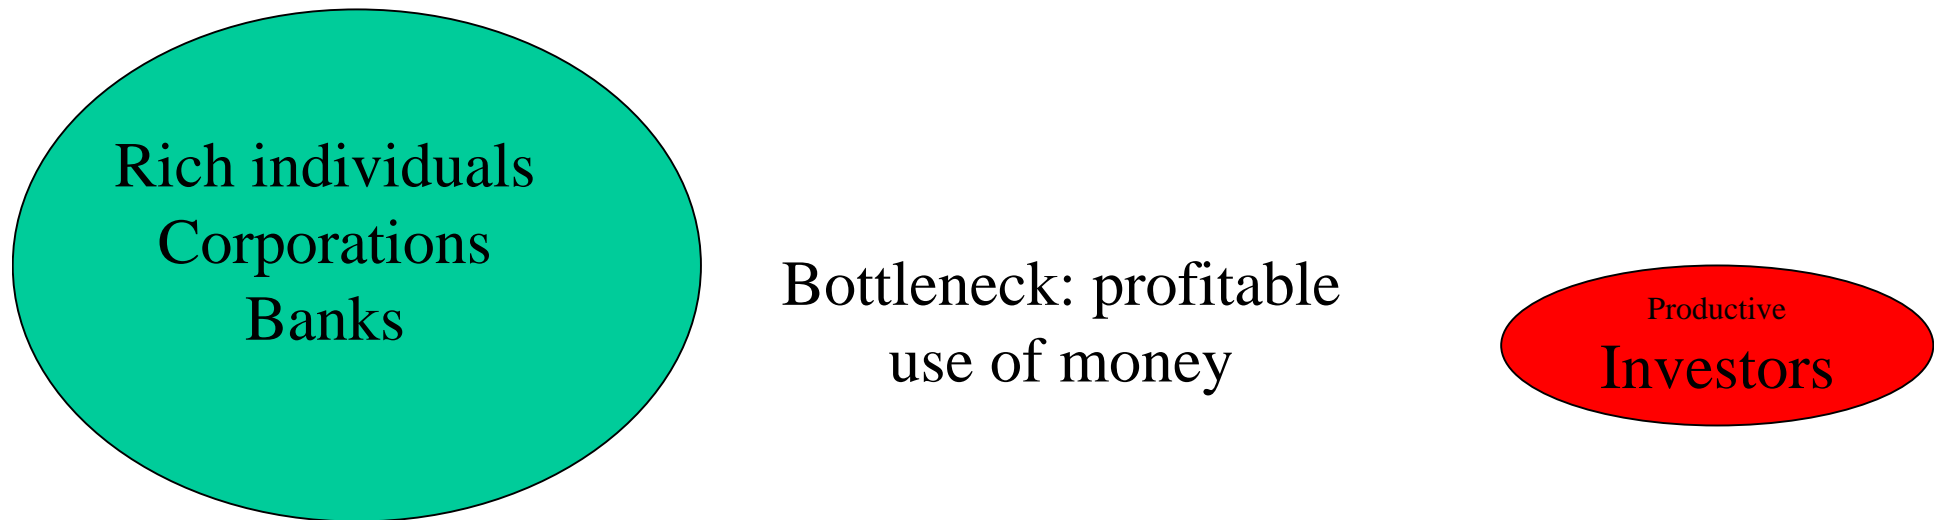 Rich individuals
Corporations
Banks
Bottleneck: profitable
use of money
Productive
Investors